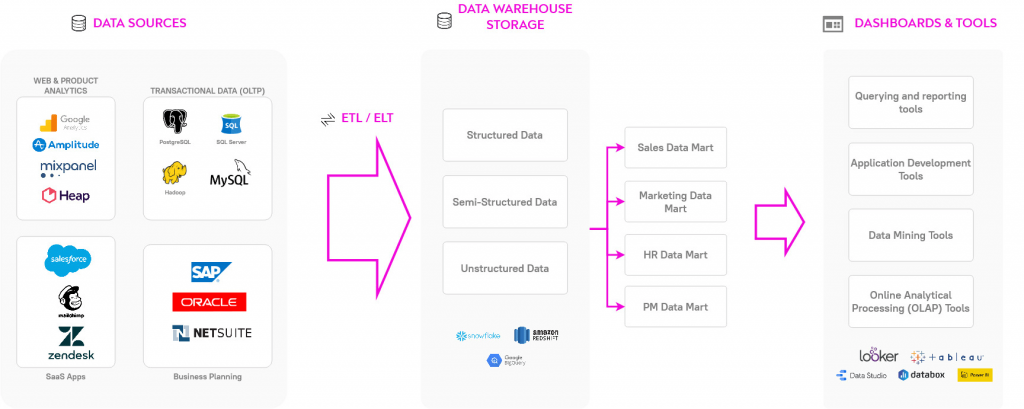 DATA SOURCES
WEB & PRODUCT
ANALYTICS
Google
Analytics
Amplitude
mixpanel
Heap
TRANSACTIONAL DATA (OLTP)
PostgreSQL
SQL
SQL Server
Hadoop
MySQL
salesforce
mailchimp
zendesk
SaaS Apps
SAP
ORACLE
NETSUITE
Business Planning
ETL / ELT
DATA WAREHOUSE
STORAGE
Structured Data
Semi-Structured Data
Unstructured Data
snowflake
amazon
REDSHIFT
Google
BigQuery
Sales Data Mart
Marketing Data
Mart
HR Data Mart
PM Data Mart
DASHBOARDS & TOOLS
Querying and reporting
tools
Application Development
Tools
Data Mining Tools
Online Analytical
Processing (OLAP) Tools
looker
+ableau
Data Studio
databox
Power BI